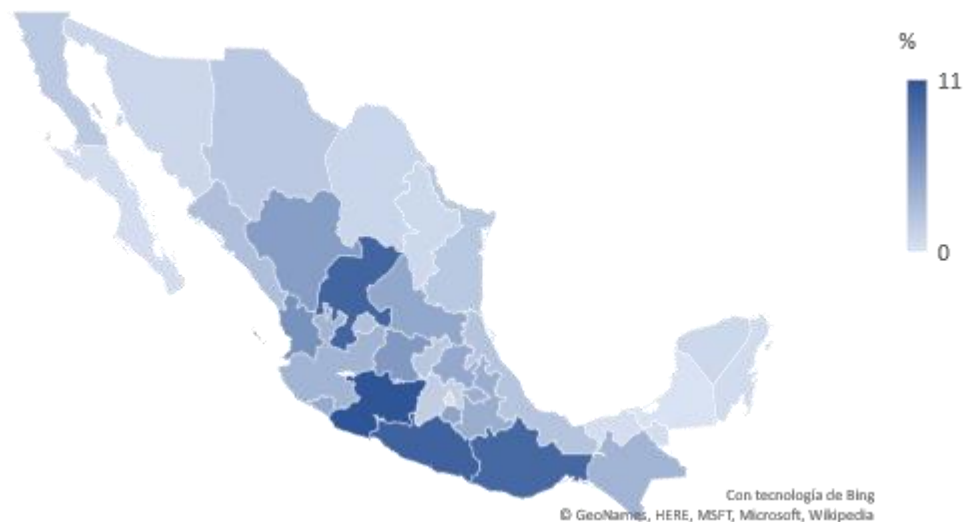 %
11
0
Con tecnología de Bing
© GeoNames, HERE, MSFT, Microsoft, Wikipedia